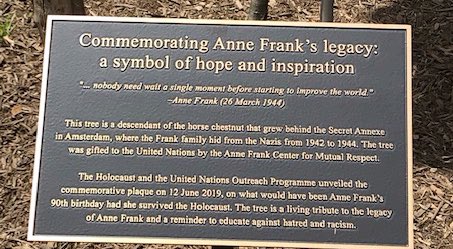 Commemorating Anne Frank's legacy:
a symbol of hope and inspiration
"... nobody need wait a single moment before starting to improve the world."
–Anne Frank (26 March 1944)
This tree is a descendant of the horse chestnut that grew behind the Secret Annexe
in Amsterdam, where the Frank family hid from the Nazis from 1942 to 1944. The tree
was gifted to the United Nations by the Anne Frank Center for Mutual Respect.
The Holocaust and the United Nations Outreach Programme unveiled the
commemorative plaque on 12 June 2019, on what would have been Anne Frank's
90th birthday had she survived the Holocaust. The tree is a living tribute to the legacy
of Anne Frank and a reminder to educate against hatred and racism.